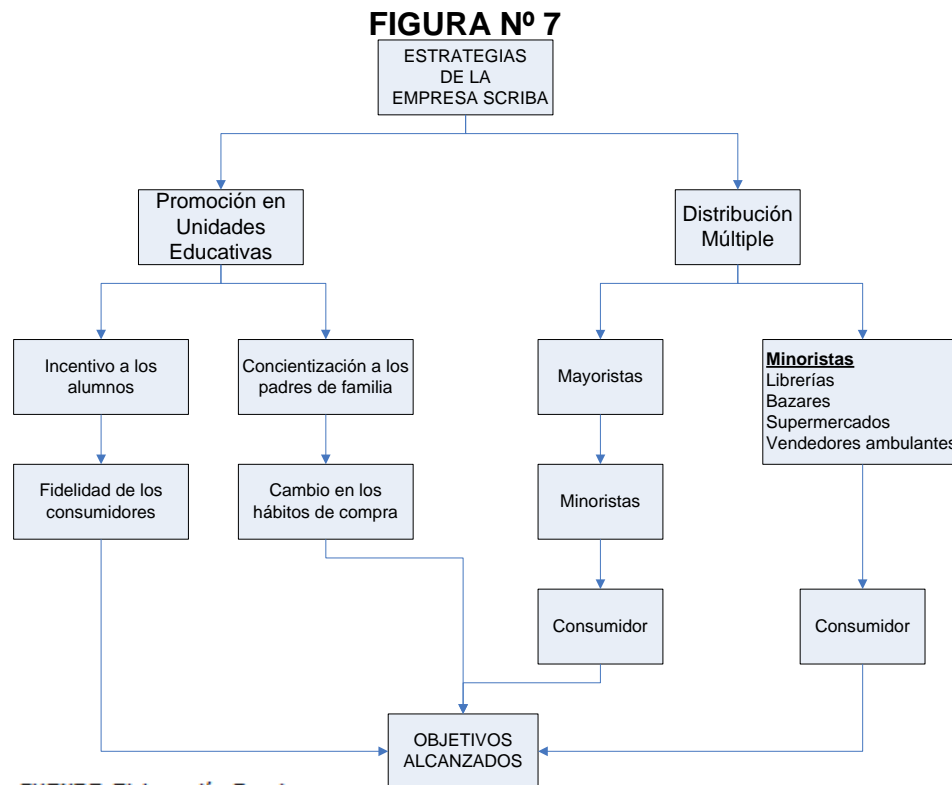 FIGURA Nº 7
ESTRATEGIAS
DE LA
EMPRESA SCRIBA
Promoción en
Unidades
Educativas
Distribución
Múltiple
Incentivo a los
alumnos
Concientización a los
padres de familia
Mayoristas
Minoristas
Librerías
Bazares
Supermercados
Vendedores ambulantes
Fidelidad de los
consumidores
Cambio en los
hábitos de compra
Minoristas
Consumidor
Consumidor
OBJETIVOS
ALCANZADOS